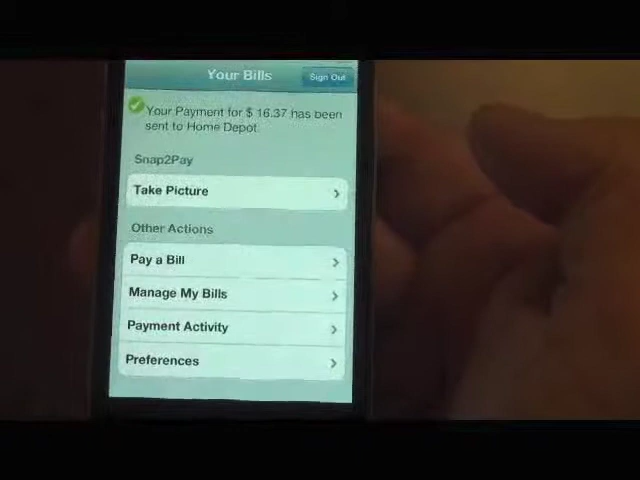 Your Bills
Sign Out
Your Payment for $ 16.37 has been
sent to Home Depot.
Snap2Pay
Take Picture
Other Actions
Pay a Bill
Manage My Bills
Payment Activity
Preferences